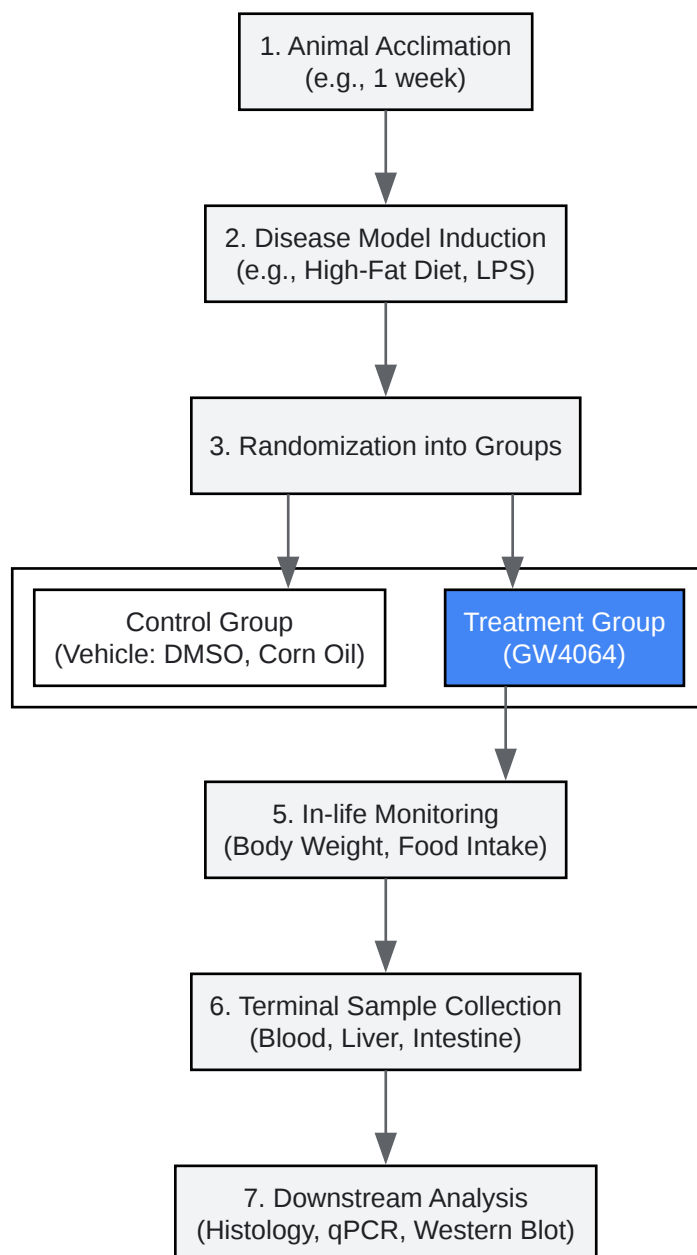 1. Animal Acclimation
(e.g., 1 week)
2. Disease Model Induction
(e.g., High-Fat Diet, LPS)
3. Randomization into Groups
Control Group
(Vehicle: DMSO, Corn Oil)
Treatment Group
(GW4064)
5. In-life Monitoring
(Body Weight, Food Intake)
6. Terminal Sample Collection
(Blood, Liver, Intestine)
7. Downstream Analysis
(Histology, qPCR, Western Blot)